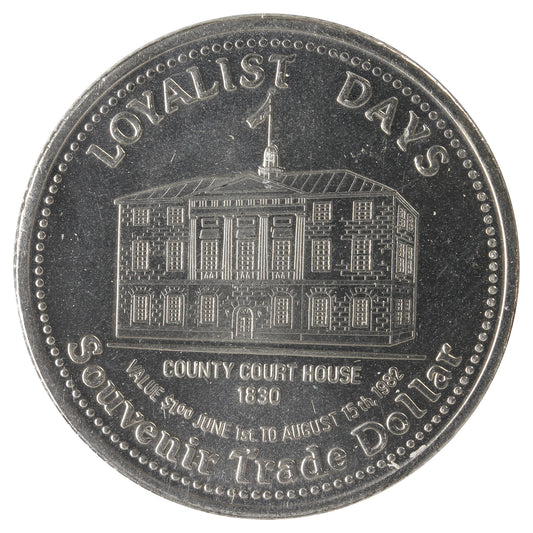 LOYALIST DAYS
COUNTY COURT HOUSE
1830
VALUE $1.00 JUNE 1st. TO AUGUST 15th, 1982
Souvenir Trade Dollar